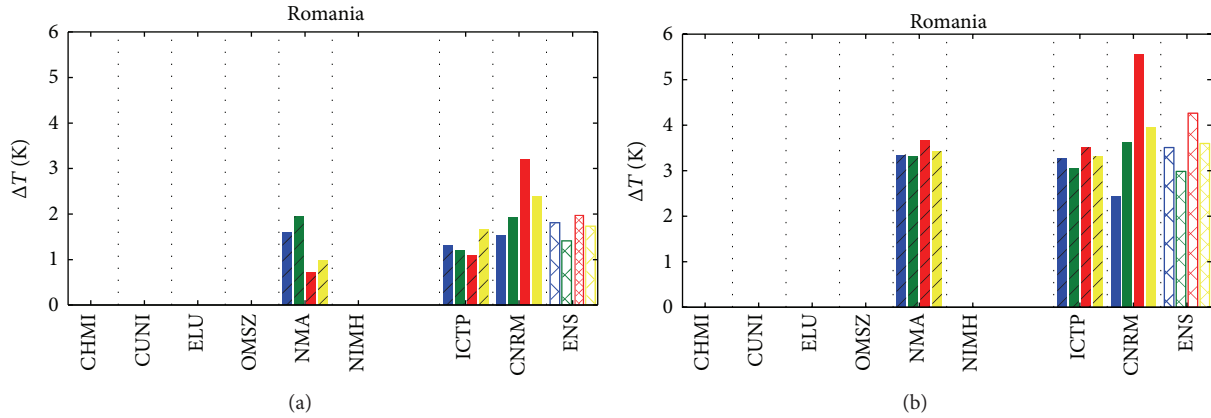 Romania
6
5
4
3
2
1
0
ΔT (K)
CHMI
CUNI
ELU
OMSZ
NMA
NIMH
ICTP
CNRM
ENS
(a)
Romania
6
5
4
3
2
1
0
ΔT (K)
CHMI
CUNI
ELU
OMSZ
NMA
NIMH
ICTP
CNRM
ENS
(b)